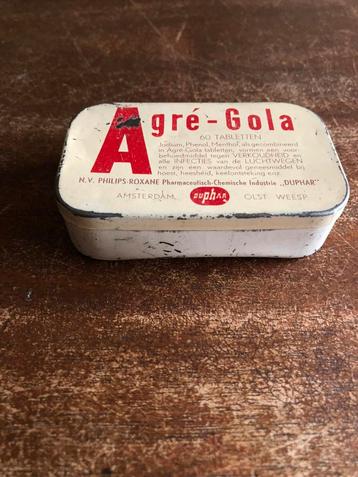 Agré-Gola
60 TABLETTEN
Jodium, Phenol, Menthol, als gecombineerd
in Agré-Gola tabletten, vormen een voor-
behoedmiddel tegen VERKOUDHEID en
alle INFECTIES van de LUCHTWEGEN
en zijn een waardevol geneesmiddel bij
hoest, heesheid, keelontsteking enz.
N.V. PHILIPS-ROXANE Pharmaceutisch-Chemische Industrie „DUPHAR"
AMSTERDAM, DUPHAR OLST, WEESP